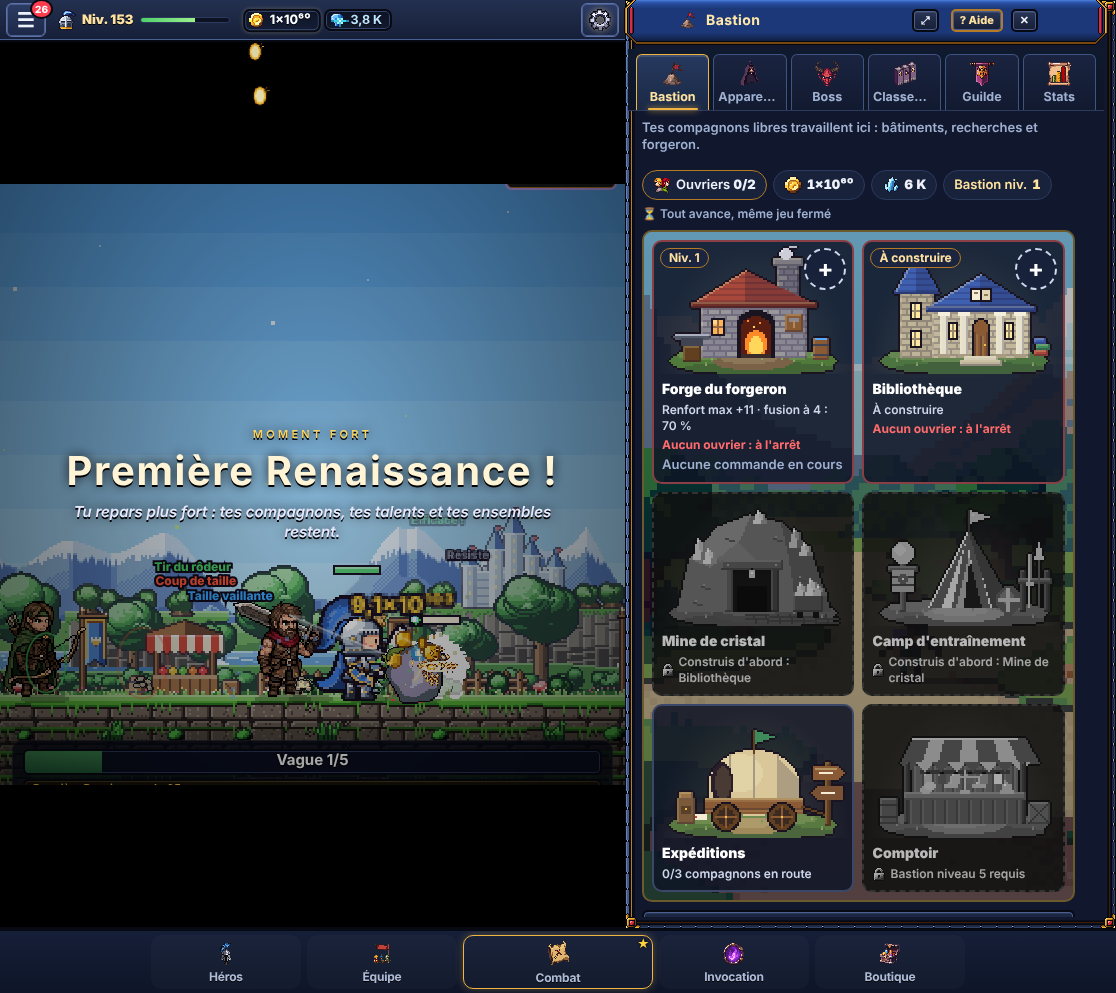 26
Niv. 153
1×10⁶⁰
3,8 K
Bastion
? Aide
Bastion
Appare...
Boss
Classe...
Guilde
Stats
Tes compagnons libres travaillent ici : bâtiments, recherches et
forgeron.
Ouvriers 0/2
1×10⁶⁰
6 K
Bastion niv. 1
Tout avance, même jeu fermé
Niv. 1
Forge du forgeron
Renfort max +11 · fusion à 4 :
70 %
Aucun ouvrier : à l'arrêt
Aucune commande en cours
À construire
Bibliothèque
À construire
Aucun ouvrier : à l'arrêt
Mine de cristal
Construis d'abord :
Bibliothèque
Camp d'entraînement
Construis d'abord : Mine de
cristal
Expéditions
0/3 compagnons en route
Comptoir
Bastion niveau 5 requis
MOMENT FORT
Première Renaissance !
Tu repars plus fort : tes compagnons, tes talents et tes ensembles
restent.
Résiste
Tir du rôdeur
Coup de taille
Taille vaillante
Vague 1/5
Héros
Équipe
Combat
Invocation
Boutique